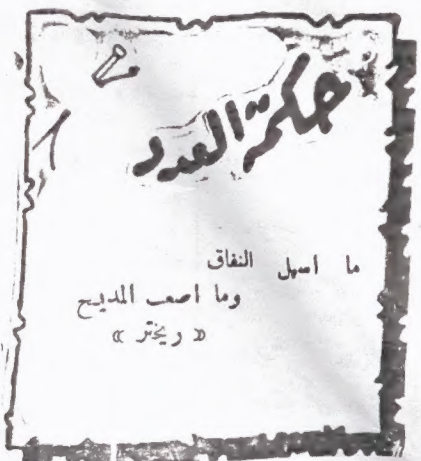 حكمة العدد
ما اسهل النفاق
وما اصعب المديح
« ريختر »